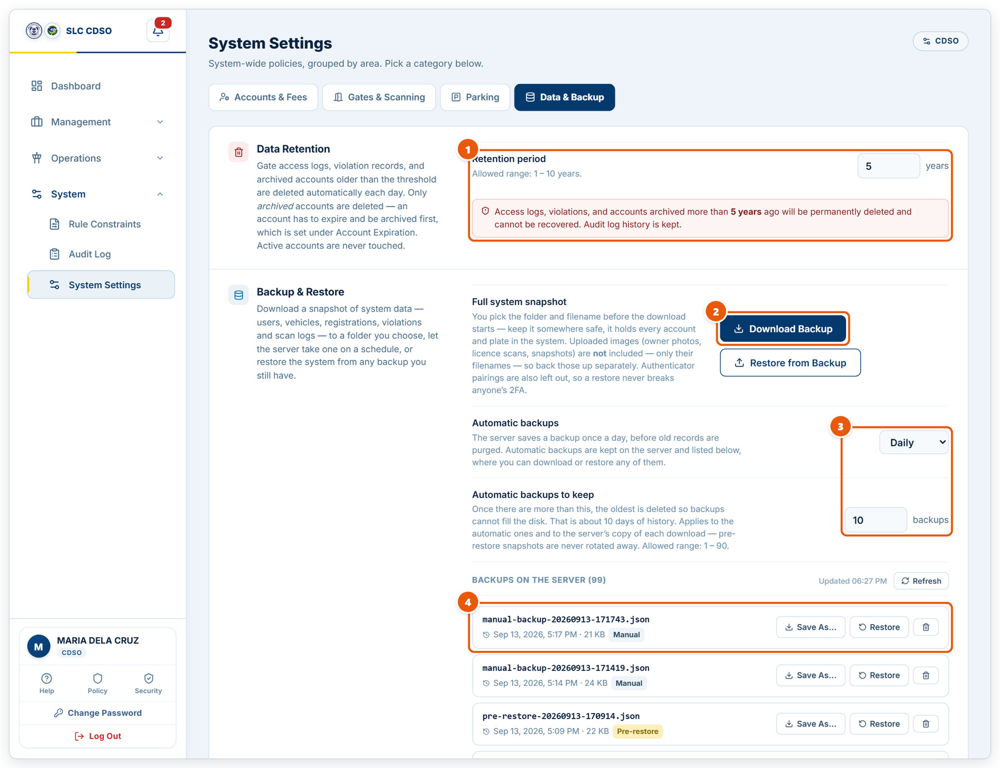 SLC CDSO
2
Dashboard
Management
Operations
System
Rule Constraints
Audit Log
System Settings
M
MARIA DELA CRUZ
CDSO
Help
Policy
Security
Change Password
Log Out
System Settings
System-wide policies, grouped by area. Pick a category below.
CDSO
Accounts & Fees
Gates & Scanning
Parking
Data & Backup
Data Retention
Gate access logs, violation records, and
archived accounts older than the threshold
are deleted automatically each day. Only
archived accounts are deleted — an
account has to expire and be archived first,
which is set under Account Expiration.
Active accounts are never touched.
1
Retention period
Allowed range: 1 – 10 years.
5
years
Access logs, violations, and accounts archived more than 5 years ago will be permanently deleted and
cannot be recovered. Audit log history is kept.
Backup & Restore
Download a snapshot of system data —
users, vehicles, registrations, violations
and scan logs — to a folder you choose, let
the server take one on a schedule, or
restore the system from any backup you
still have.
Full system snapshot
You pick the folder and filename before the download
starts — keep it somewhere safe, it holds every account
and plate in the system. Uploaded images (owner photos,
licence scans, snapshots) are not included — only their
filenames — so back those up separately. Authenticator
pairings are also left out, so a restore never breaks
anyone's 2FA.
2
Download Backup
Restore from Backup
Automatic backups
The server saves a backup once a day, before old records are
purged. Automatic backups are kept on the server and listed below,
where you can download or restore any of them.
3
Daily
Automatic backups to keep
Once there are more than this, the oldest is deleted so backups
cannot fill the disk. That is about 10 days of history. Applies to the
automatic ones and to the server's copy of each download — pre-
restore snapshots are never rotated away. Allowed range: 1 – 90.
10
backups
BACKUPS ON THE SERVER (99)
Updated 06:27 PM
Refresh
4
manual-backup-20260913-171743.json
Sep 13, 2026, 5:17 PM · 21 KB
Manual
Save As...
Restore
manual-backup-20260913-171419.json
Sep 13, 2026, 5:14 PM · 24 KB
Manual
Save As...
Restore
pre-restore-20260913-170914.json
Sep 13, 2026, 5:09 PM · 22 KB
Pre-restore
Save As...
Restore